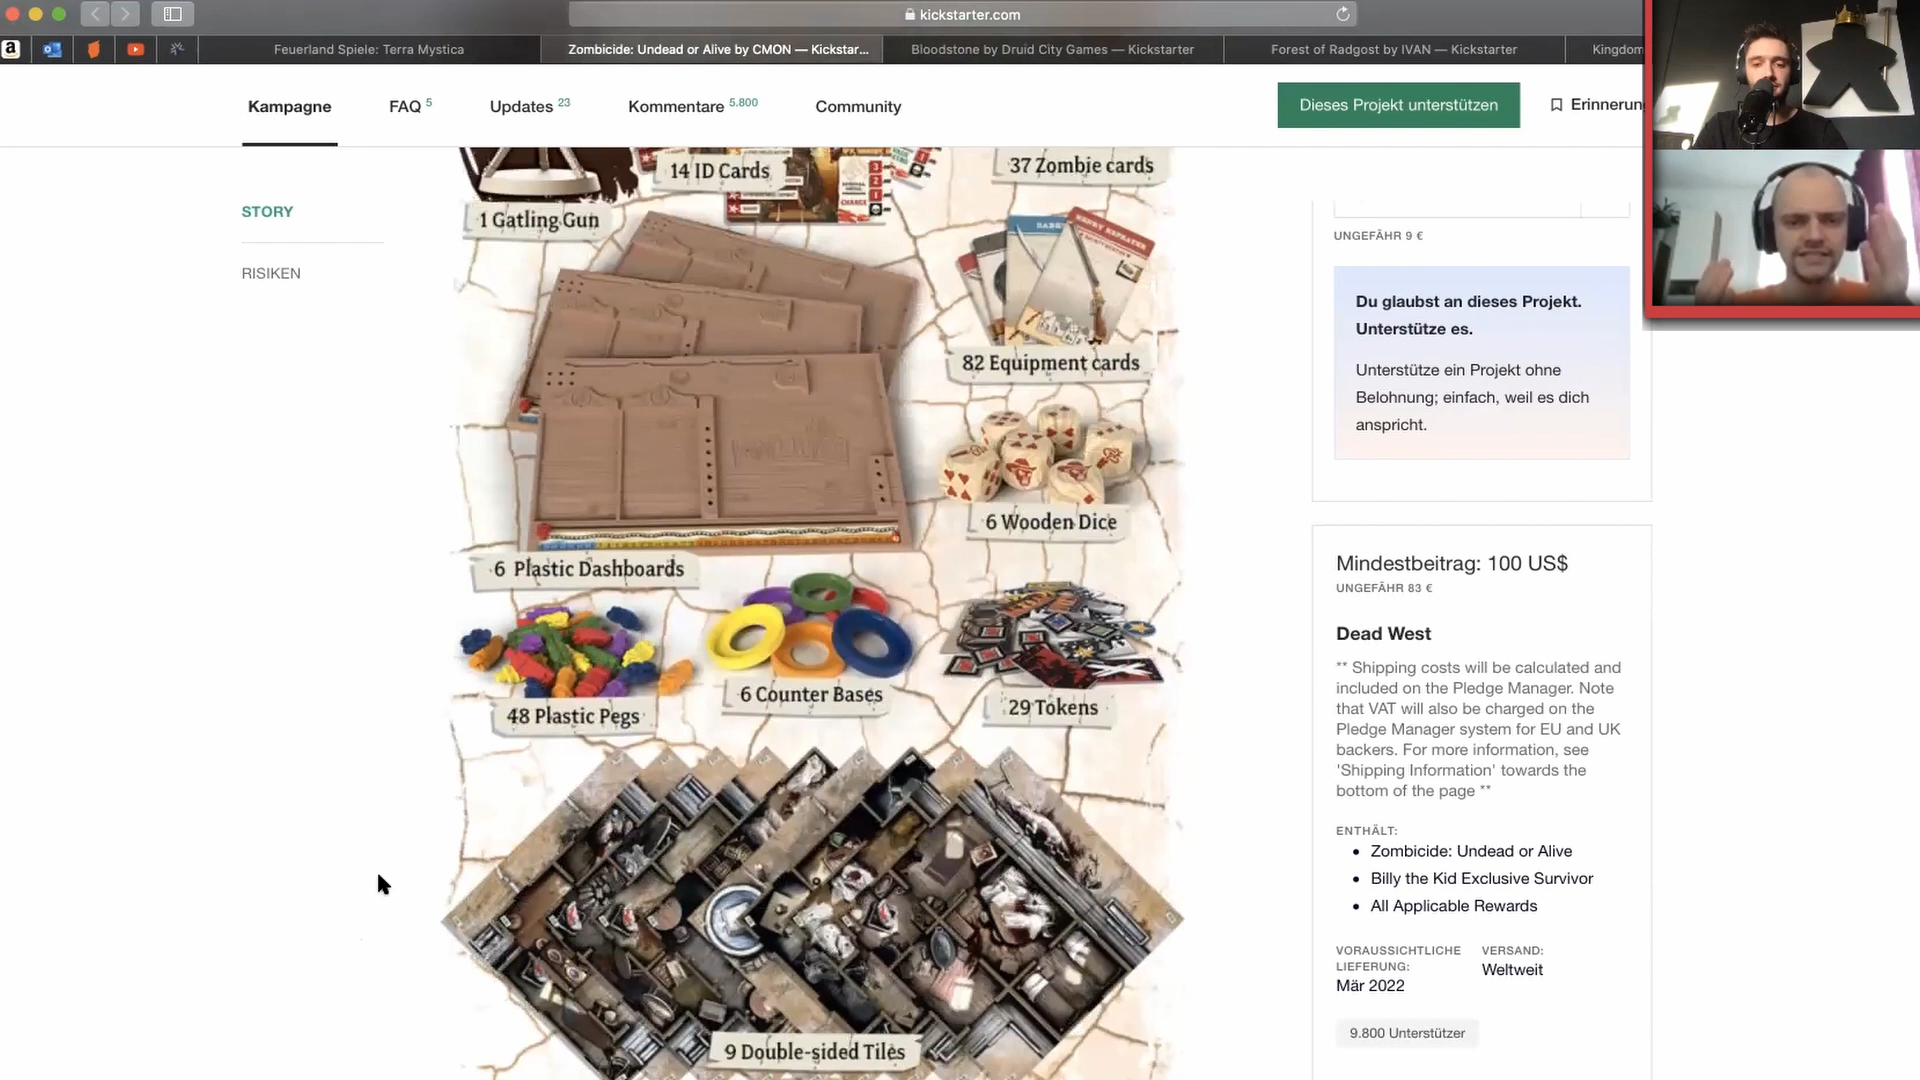 kickstarter.com
Feuerland Spiele: Terra Mystica
Zombicide: Undead or Alive by CMON — Kickstar...
Bloodstone by Druid City Games — Kickstarter
Forest of Radgost by IVAN — Kickstarter
Kingdom
Kampagne
FAQ 5
Updates 23
Kommentare 5.800
Community
Dieses Projekt unterstützen
Erinnerun
STORY
RISIKEN
14 ID Cards
37 Zombie cards
1 Gatling Gun
82 Equipment cards
6 Wooden Dice
6 Plastic Dashboards
48 Plastic Pegs
6 Counter Bases
29 Tokens
9 Double-sided Tiles
UNGEFÄHR 9 €
Du glaubst an dieses Projekt.
Unterstütze es.
Unterstütze ein Projekt ohne
Belohnung; einfach, weil es dich
anspricht.
Mindestbeitrag: 100 US$
UNGEFÄHR 83 €
Dead West
** Shipping costs will be calculated and
included on the Pledge Manager. Note
that VAT will also be charged on the
Pledge Manager system for EU and UK
backers. For more information, see
'Shipping Information' towards the
bottom of the page **
ENTHÄLT:
• Zombicide: Undead or Alive
• Billy the Kid Exclusive Survivor
• All Applicable Rewards
VORAUSSICHTLICHE
LIEFERUNG:
Mär 2022
VERSAND:
Weltweit
9.800 Unterstützer